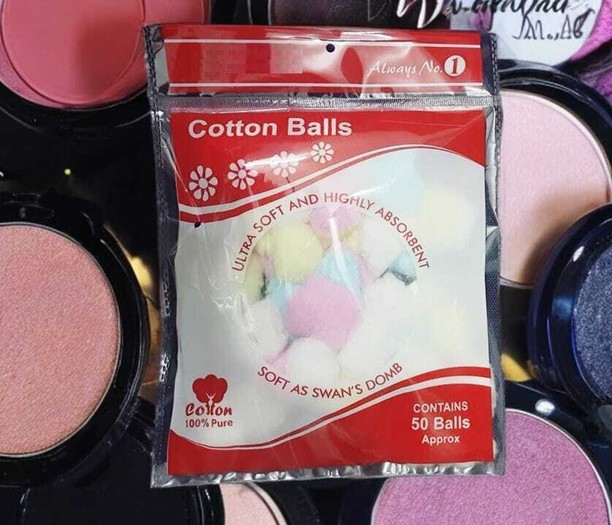 Always No. 1
Cotton Balls
ULTRA SOFT AND HIGHLY ABSORBENT
SOFT AS SWAN'S DOMB
Cotton
100% Pure
CONTAINS
50 Balls
Approx